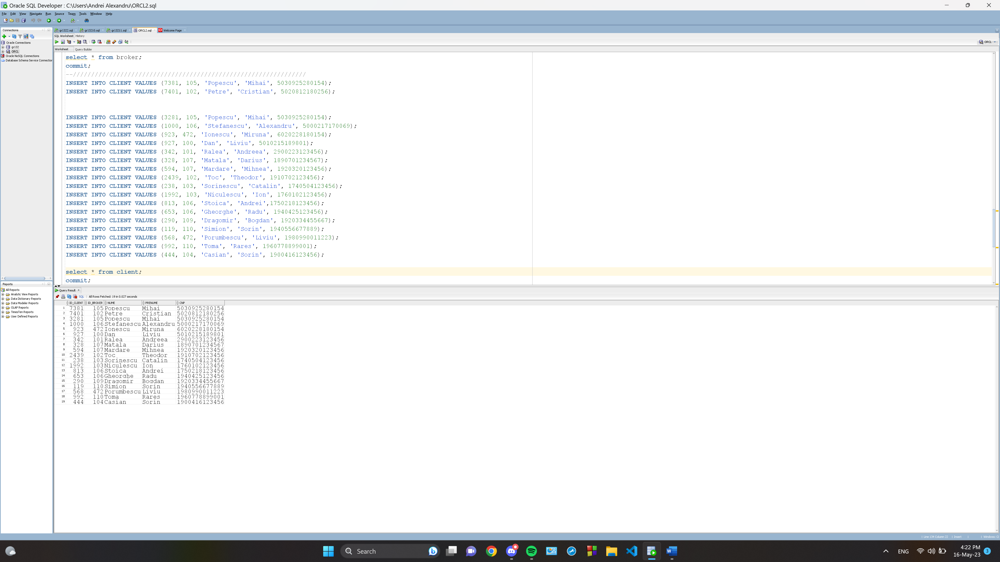 Oracle SQL Developer : C:\Users\Andrei Alexandru\ORCL2.sql
File Edit View Navigate Run Source Team Tools Window Help
Connections
Oracle Connections
gr132
ORCL
Oracle NoSQL Connections
Database Schema Service Connection
gr1322.sql gr13210.sql gr13211.sql ORCL2.sql Welcome Page
SQL Worksheet History
ORCL
Worksheet Query Builder
select * from broker;
commit;
--////////////////////////////////////////////////////////////////
INSERT INTO CLIENT VALUES (7381, 105, 'Popescu', 'Mihai', 5030925280154);
INSERT INTO CLIENT VALUES (7401, 102, 'Petre', 'Cristian', 5020812180256);
INSERT INTO CLIENT VALUES (3281, 105, 'Popescu', 'Mihai', 5030925280154);
INSERT INTO CLIENT VALUES (1000, 106, 'Stefanescu', 'Alexandru', 5000217170069);
INSERT INTO CLIENT VALUES (923, 472, 'Ionescu', 'Miruna', 6020228180154);
INSERT INTO CLIENT VALUES (927, 100, 'Dan', 'Liviu', 5010215189801);
INSERT INTO CLIENT VALUES (342, 101, 'Ralea', 'Andreea', 2900223123456);
INSERT INTO CLIENT VALUES (328, 107, 'Matala', 'Darius', 1890701234567);
INSERT INTO CLIENT VALUES (594, 107, 'Mardare', 'Mihnea', 1920320123456);
INSERT INTO CLIENT VALUES (2439, 102, 'Toc', 'Theodor', 1910702123456);
INSERT INTO CLIENT VALUES (238, 103, 'Sorinescu', 'Catalin', 1740504123456);
INSERT INTO CLIENT VALUES (1992, 103, 'Niculescu', 'Ion', 1760102123456);
INSERT INTO CLIENT VALUES (813, 106, 'Stoica', 'Andrei',1750218123456);
INSERT INTO CLIENT VALUES (653, 106, 'Gheorghe', 'Radu', 1940425123456);
INSERT INTO CLIENT VALUES (290, 109, 'Dragomir', 'Bogdan', 1920334455667);
INSERT INTO CLIENT VALUES (119, 110, 'Simion', 'Sorin', 1940556677889);
INSERT INTO CLIENT VALUES (568, 472, 'Porumbescu', 'Liviu', 1980990011223);
INSERT INTO CLIENT VALUES (992, 110, 'Toma', 'Rares', 1960778899001);
INSERT INTO CLIENT VALUES (444, 104, 'Casian', 'Sorin', 1900416123456);
select * from client;
commit;
Reports
All Reports
Analytic View Reports
Data Dictionary Reports
Data Modeler Reports
OLAP Reports
TimesTen Reports
User Defined Reports
Query Result x
SQL | All Rows Fetched: 19 in 0.027 seconds
ID_CLIENT ID_BROKER NUME PRENUME CNP
1 7381 105 Popescu Mihai 5030925280154
2 7401 102 Petre Cristian 5020812180256
3 3281 105 Popescu Mihai 5030925280154
4 1000 106 Stefanescu Alexandru 5000217170069
5 923 472 Ionescu Miruna 6020228180154
6 927 100 Dan Liviu 5010215189801
7 342 101 Ralea Andreea 2900223123456
8 328 107 Matala Darius 1890701234567
9 594 107 Mardare Mihnea 1920320123456
10 2439 102 Toc Theodor 1910702123456
11 238 103 Sorinescu Catalin 1740504123456
12 1992 103 Niculescu Ion 1760102123456
13 813 106 Stoica Andrei 1750218123456
14 653 106 Gheorghe Radu 1940425123456
15 290 109 Dragomir Bogdan 1920334455667
16 119 110 Simion Sorin 1940556677889
17 568 472 Porumbescu Liviu 1980990011223
18 992 110 Toma Rares 1960778899001
19 444 104 Casian Sorin 1900416123456
Line 134 Column 22 | Insert | | Windows: Cl
Search
ENG
4:22 PM
16-May-23
3